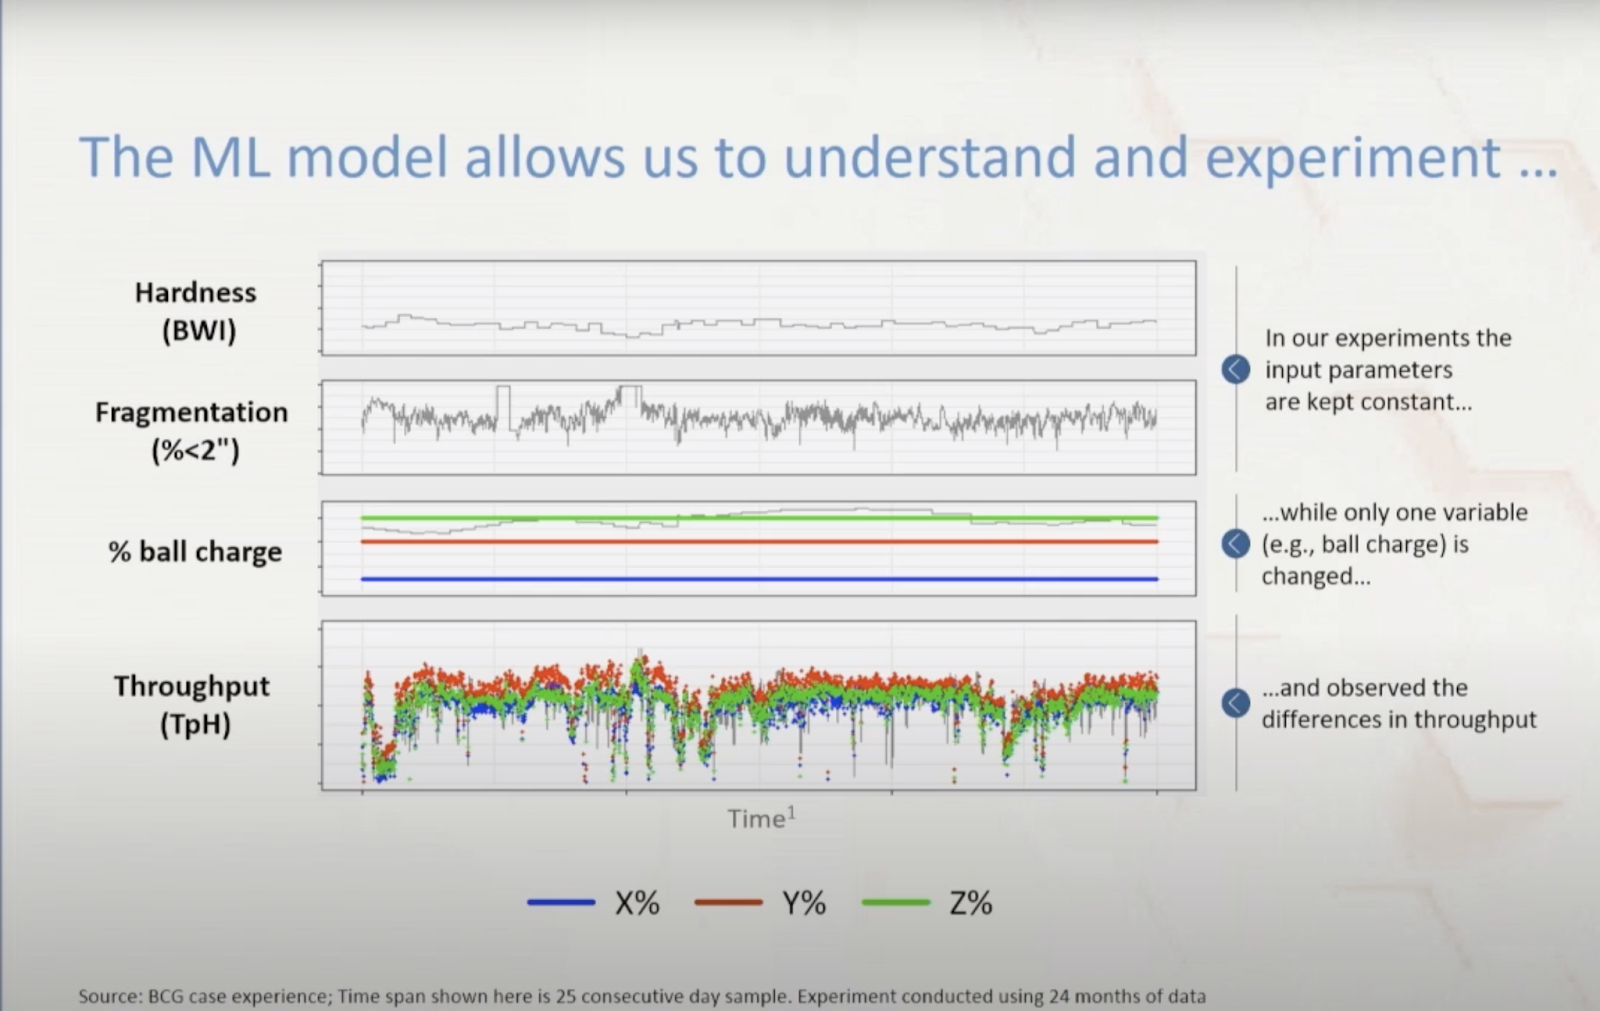 The ML model allows us to understand and experiment ...
Hardness
(BWI)
In our experiments the
input parameters
are kept constant...
Fragmentation
(%<2")
% ball charge
...while only one variable
(e.g., ball charge) is
changed...
Throughput
(TpH)
...and observed the
differences in throughput
Time¹
X% Y% Z%
Source: BCG case experience; Time span shown here is 25 consecutive day sample. Experiment conducted using 24 months of data